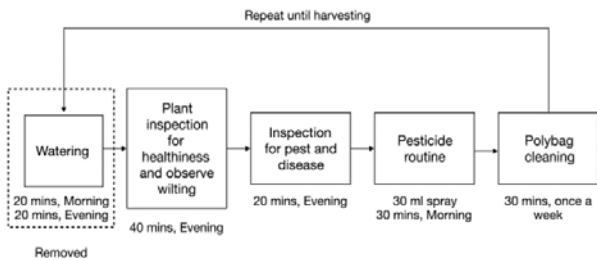 Repeat until harvesting
Watering
20 mins, Morning
20 mins, Evening
Removed
Plant
inspection
for
healthiness
and observe
wilting
40 mins, Evening
Inspection
for pest and
disease
20 mins, Evening
Pesticide
routine
30 ml spray
30 mins, Morning
Polybag
cleaning
30 mins, once a
week